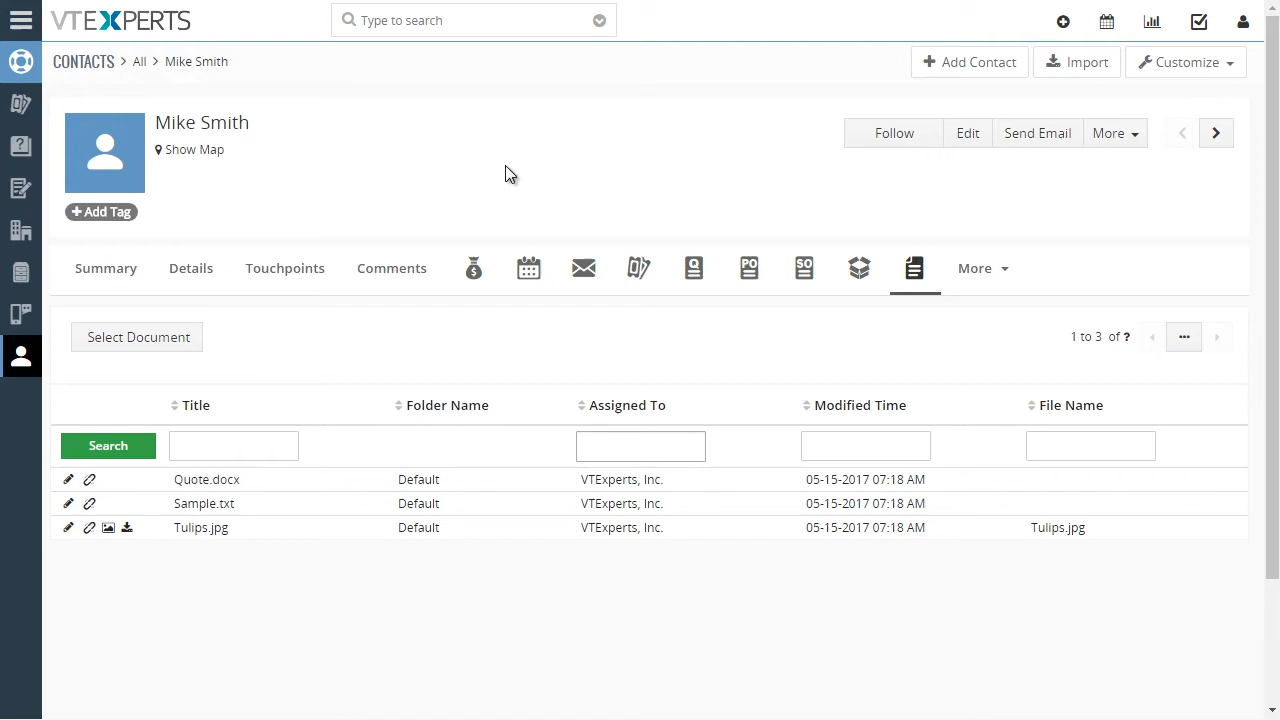 VTEXPERTS
Type to search
CONTACTS > All > Mike Smith
Add Contact
Import
Customize
Mike Smith
Show Map
Add Tag
Follow
Edit
Send Email
More
Summary
Details
Touchpoints
Comments
Q
PO
SO
More
Select Document
1 to 3 of ?
Title
Folder Name
Assigned To
Modified Time
File Name
Search
Quote.docx Default VTExperts, Inc. 05-15-2017 07:18 AM
Sample.txt Default VTExperts, Inc. 05-15-2017 07:18 AM
Tulips.jpg Default VTExperts, Inc. 05-15-2017 07:18 AM Tulips.jpg